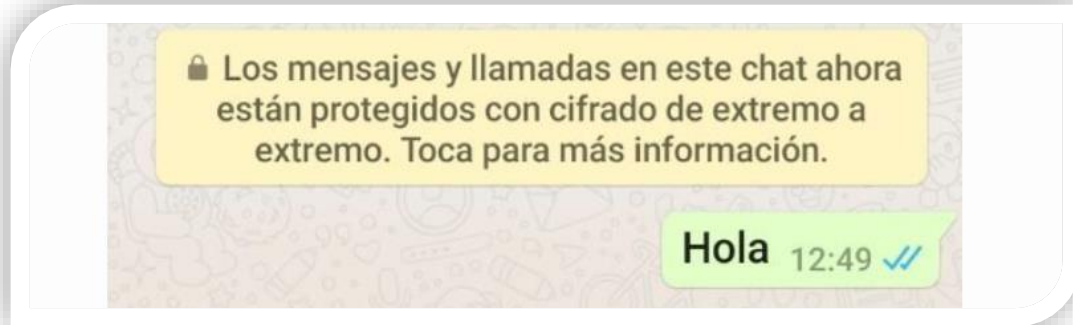 Los mensajes y llamadas en este chat ahora
están protegidos con cifrado de extremo a
extremo. Toca para más información.
Hola 12:49